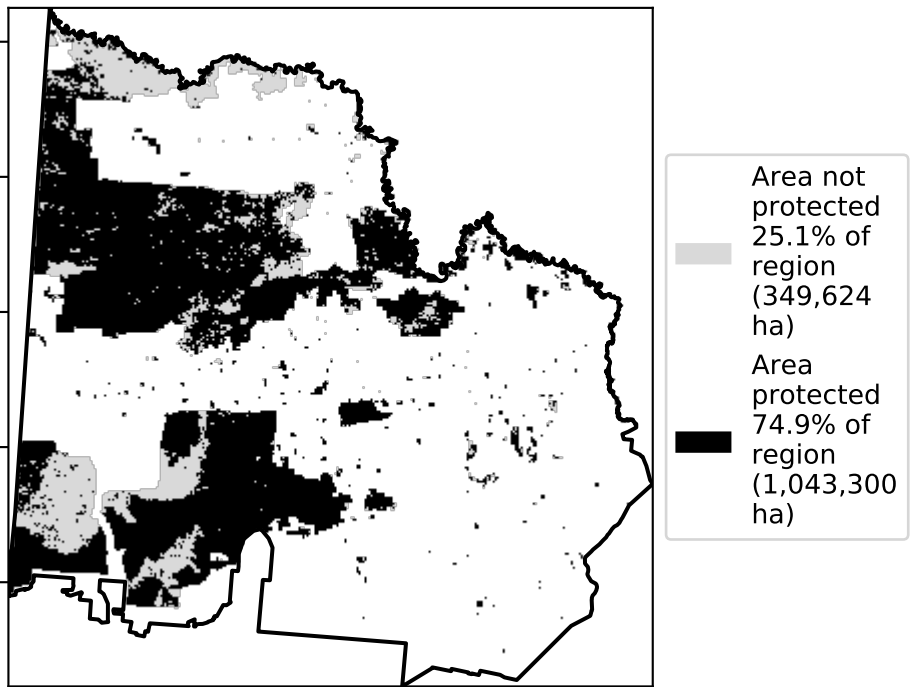 Area not
protected
25.1% of
region
(349,624
ha)
Area
protected
74.9% of
region
(1,043,300
ha)